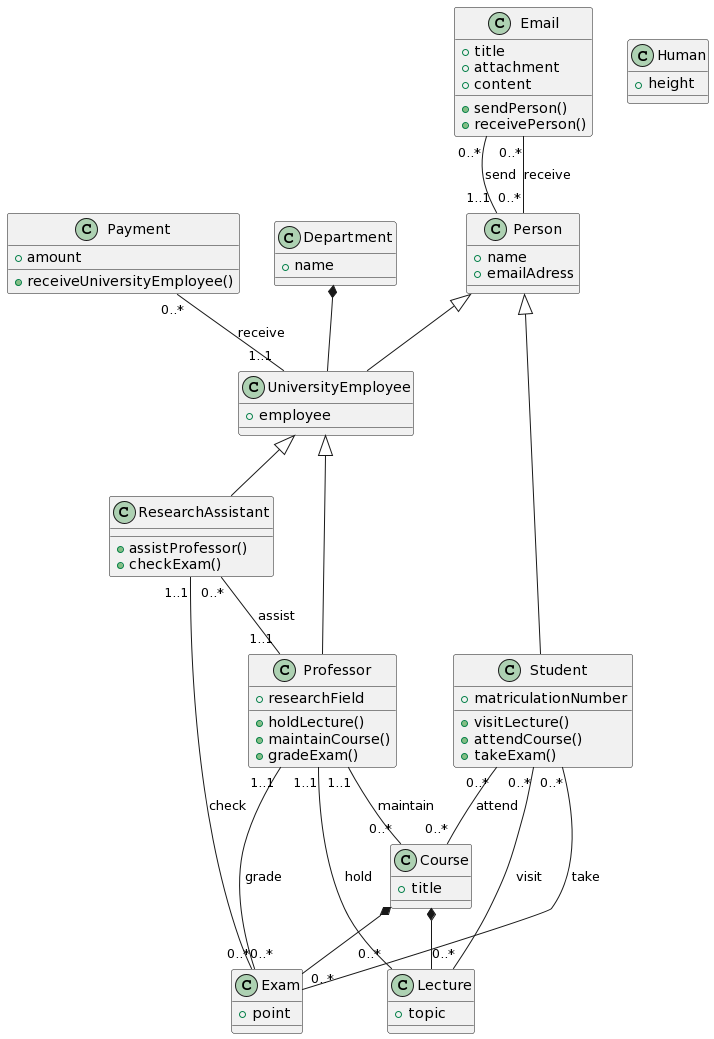 C Email
title
attachment
content
sendPerson()
receivePerson()
C Human
height
0..* 0..*
send receive
1..1 0..*
C Payment
amount
receiveUniversityEmployee()
C Department
name
C Person
name
emailAdress
0..*
receive
1..1
C UniversityEmployee
employee
C ResearchAssistant
assistProfessor()
checkExam()
1..1 0..*
assist
1..1
C Professor
researchField
holdLecture()
maintainCourse()
gradeExam()
C Student
matriculationNumber
visitLecture()
attendCourse()
takeExam()
1..1 1..1 1..1 0..* 0..* 0..*
check maintain attend
0..* 0..*
C Course
title
grade hold visit take
0..* 0..* 0..* 0..*
0..*
C Exam
point
C Lecture
topic